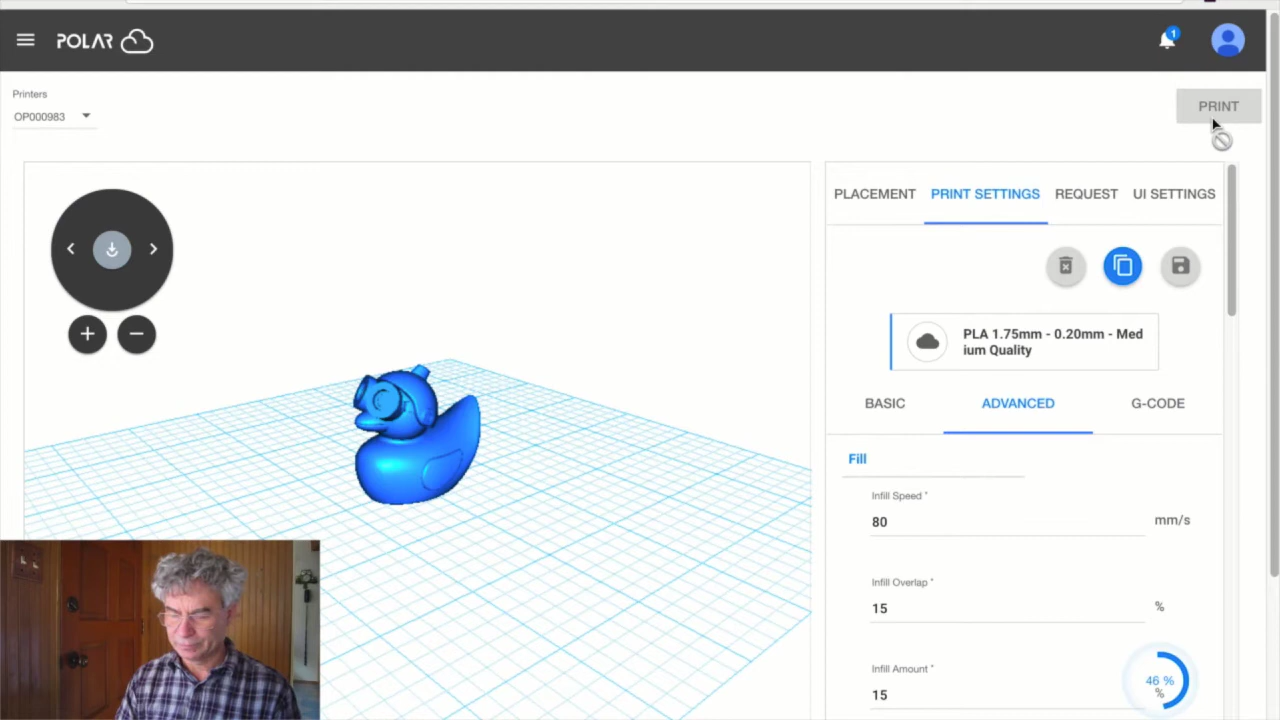 POLAR
1
Printers
OP000983
PRINT
PLACEMENT PRINT SETTINGS REQUEST UI SETTINGS
PLA 1.75mm - 0.20mm - Med
ium Quality
BASIC ADVANCED G-CODE
Fill
Infill Speed *
80 mm/s
Infill Overlap *
15 %
Infill Amount *
15 %
46 %